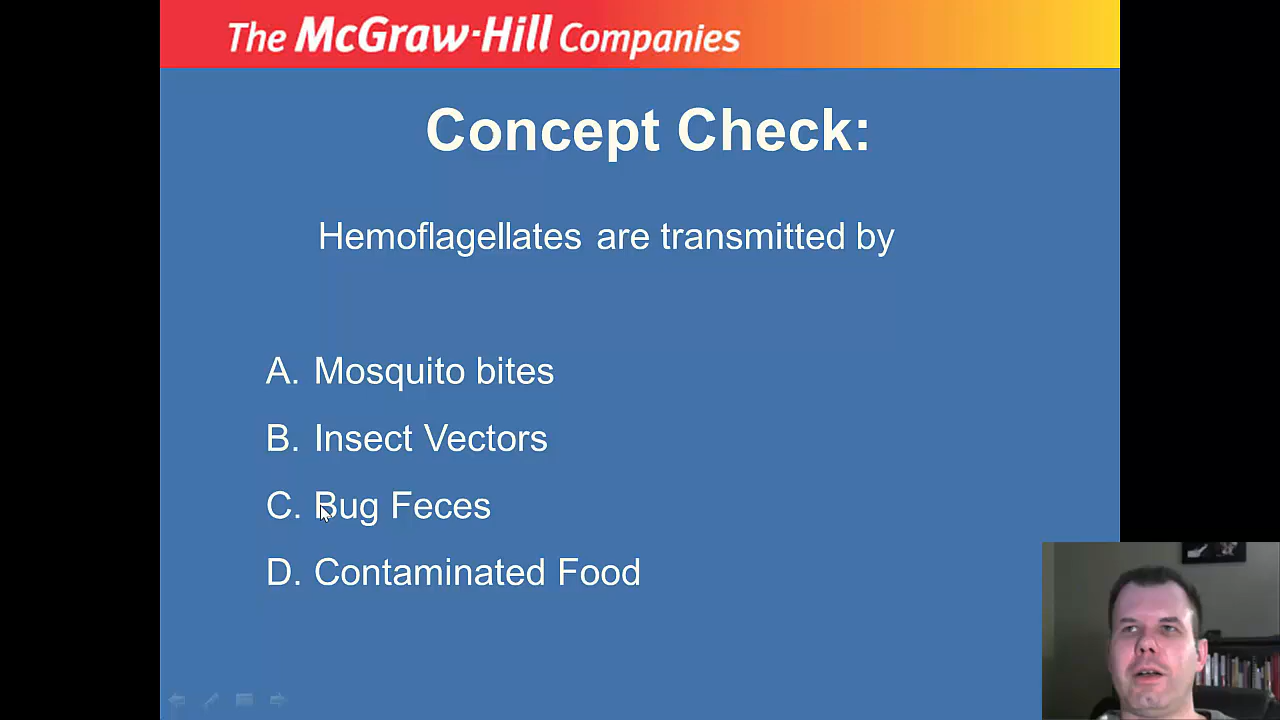 The McGraw-Hill Companies
Concept Check:
Hemoflagellates are transmitted by
A. Mosquito bites
B. Insect Vectors
C. Bug Feces
D. Contaminated Food